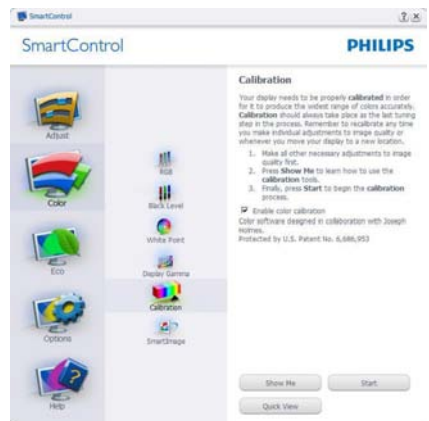 SmartControl
SmartControl
PHILIPS
Adjust
Color
Eco
Options
Help
RGB
Black Level
White Point
Display Gamma
Calibration
SmartImage
Calibration
Your display needs to be properly calibrated in order
for it to produce the widest range of colors accurately.
Calibration should always take place as the last tuning
step in the process. Remember to recalibrate any time
you make individual adjustments to image quality or
whenever you move your display to a new location.
1. Make all other necessary adjustments to image
quality first.
2. Press Show Me to learn how to use the
calibration tools.
3. Finally, press Start to begin the calibration
process.
Enable color calibration
Color software designed in collaboration with Joseph
Holmes.
Protected by U.S. Patent No. 6,686,953
Show Me
Start
Quick View